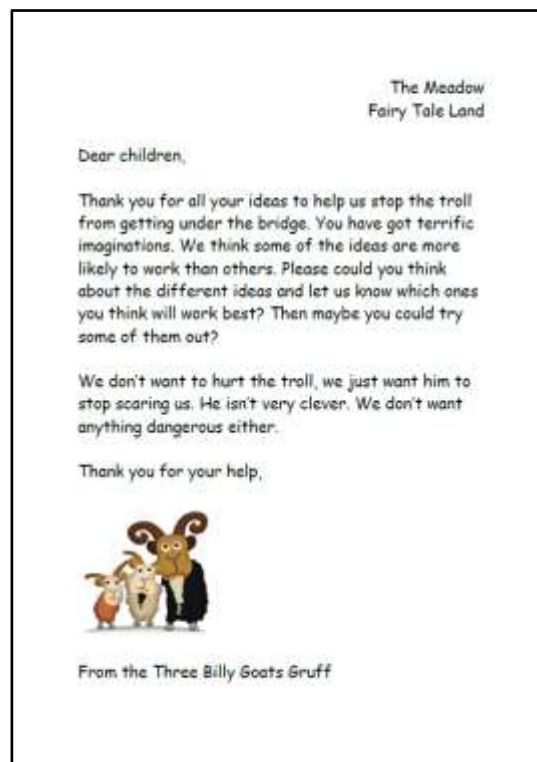 The Meadow
Fairy Tale Land
Dear children,
Thank you for all your ideas to help us stop the troll
from getting under the bridge. You have got terrific
imaginations. We think some of the ideas are more
likely to work than others. Please could you think
about the different ideas and let us know which ones
you think will work best? Then maybe you could try
some of them out?
We don't want to hurt the troll, we just want him to
stop scaring us. He isn't very clever. We don't want
anything dangerous either.
Thank you for your help,
From the Three Billy Goats Gruff